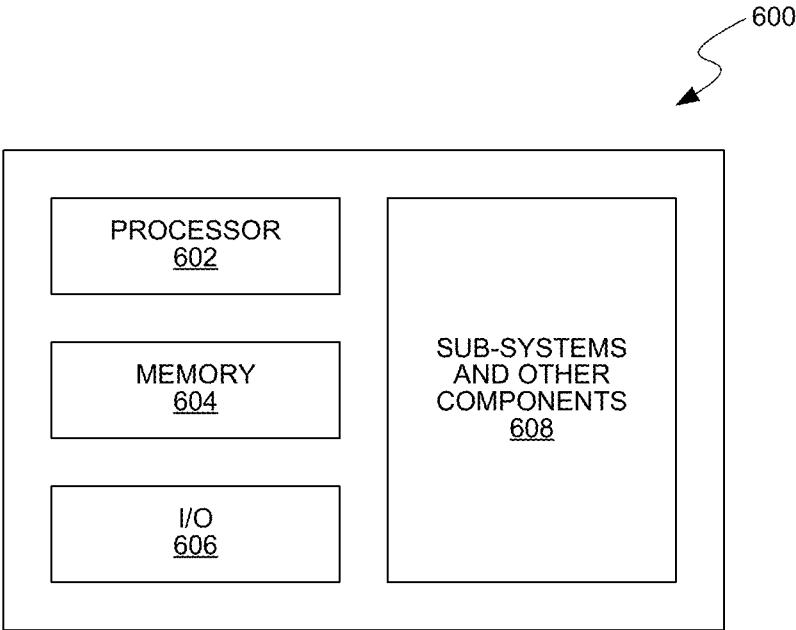 600
PROCESSOR
602
MEMORY
604
I/O
606
SUB-SYSTEMS
AND OTHER
COMPONENTS
608